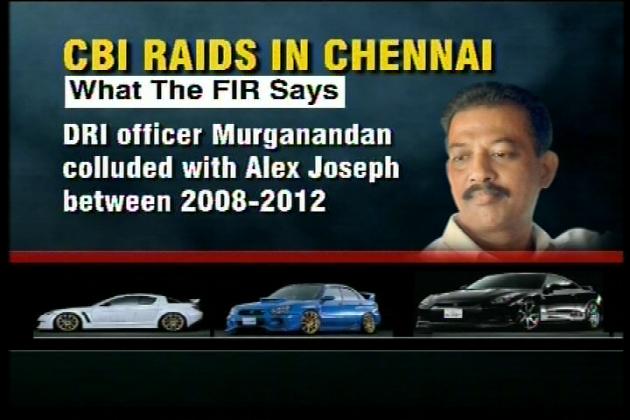 CBI RAIDS IN CHENNAI
What The FIR Says
DRI officer Murganandan
colluded with Alex Joseph
between 2008-2012